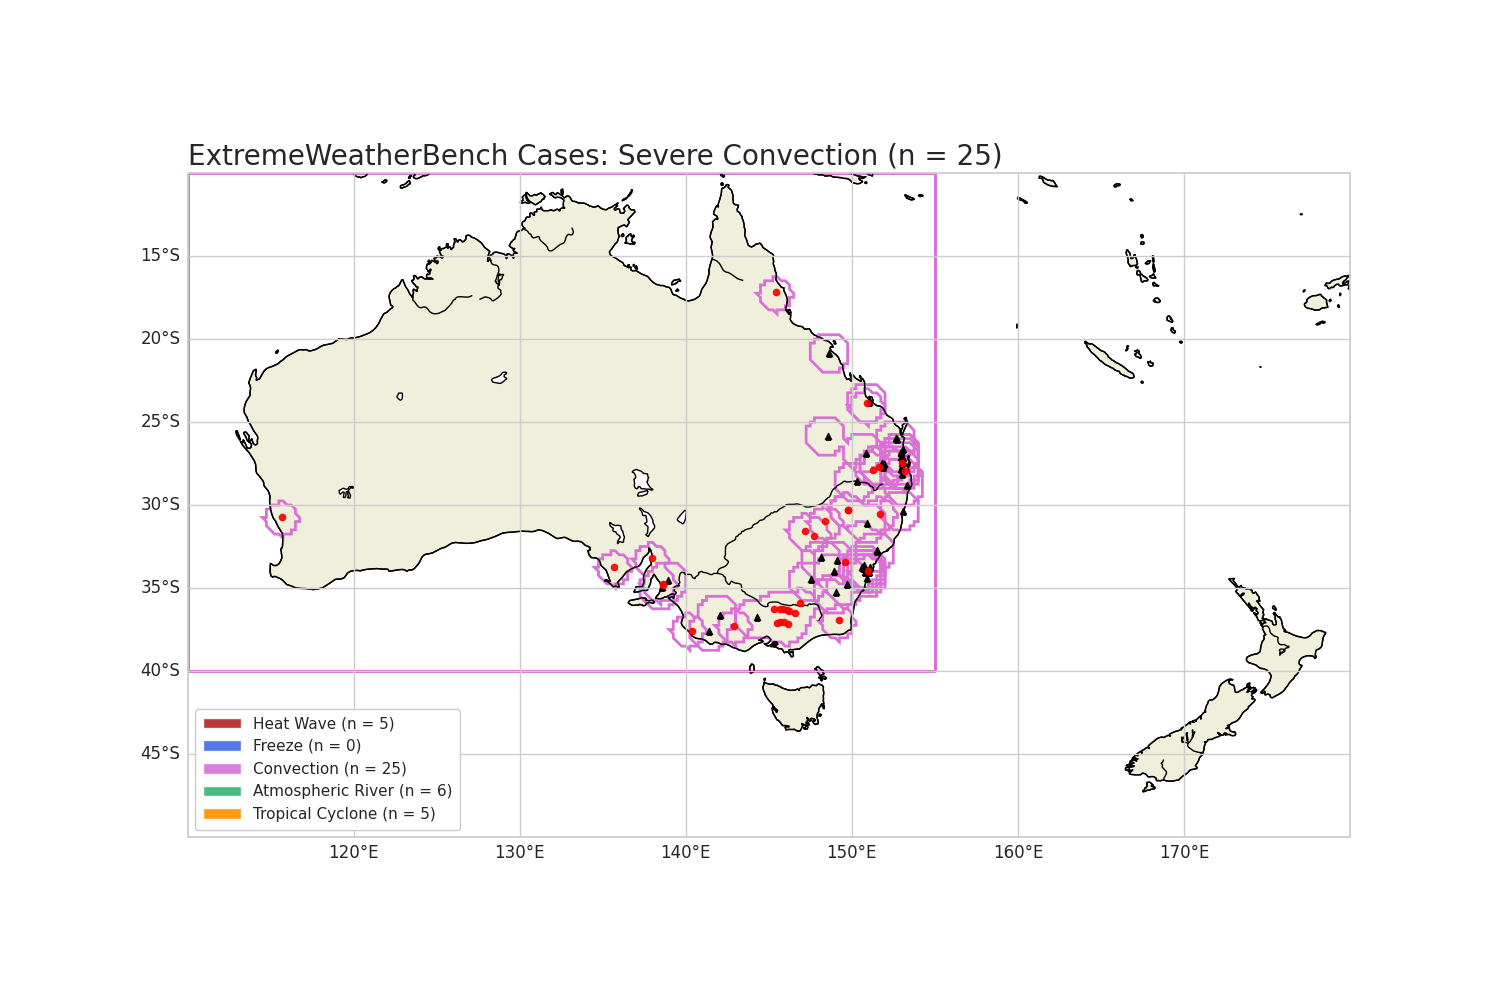 ExtremeWeatherBench Cases: Severe Convection (n = 25)
15°S
20°S
25°S
30°S
35°S
40°S
45°S
Heat Wave (n = 5)
Freeze (n = 0)
Convection (n = 25)
Atmospheric River (n = 6)
Tropical Cyclone (n = 5)
120°E
130°E
140°E
150°E
160°E
170°E